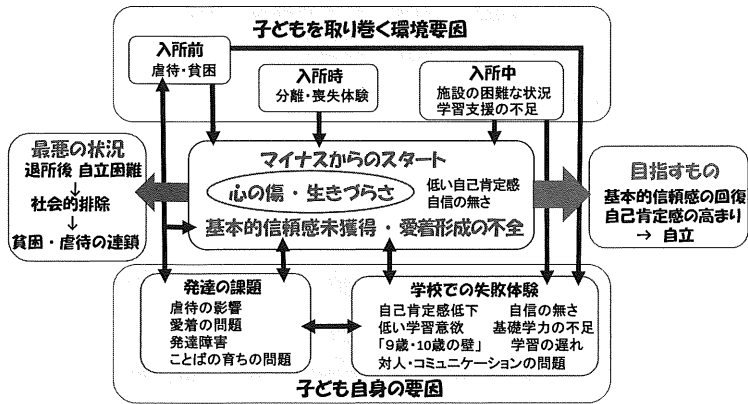 子どもを取り巻く環境要因
入所前
虐待・貧困
入所時
分離・喪失体験
入所中
施設の困難な状況
学習支援の不足
最悪の状況
退所後 自立困難
↓
社会的排除
↓
貧困・虐待の連鎖
マイナスからのスタート
心の傷・生きづらさ
低い自己肯定感
自信の無さ
基本的信頼感未獲得・愛着形成の不全
目指すもの
基本的信頼感の回復
自己肯定感の高まり
→ 自立
発達の課題
虐待の影響
愛着の問題
発達障害
ことばの育ちの問題
学校での失敗体験
自己肯定感低下 自信の無さ
低い学習意欲 基礎学力の不足
「9歳・10歳の壁」 学習の遅れ
対人・コミュニケーションの問題
子ども自身の要因